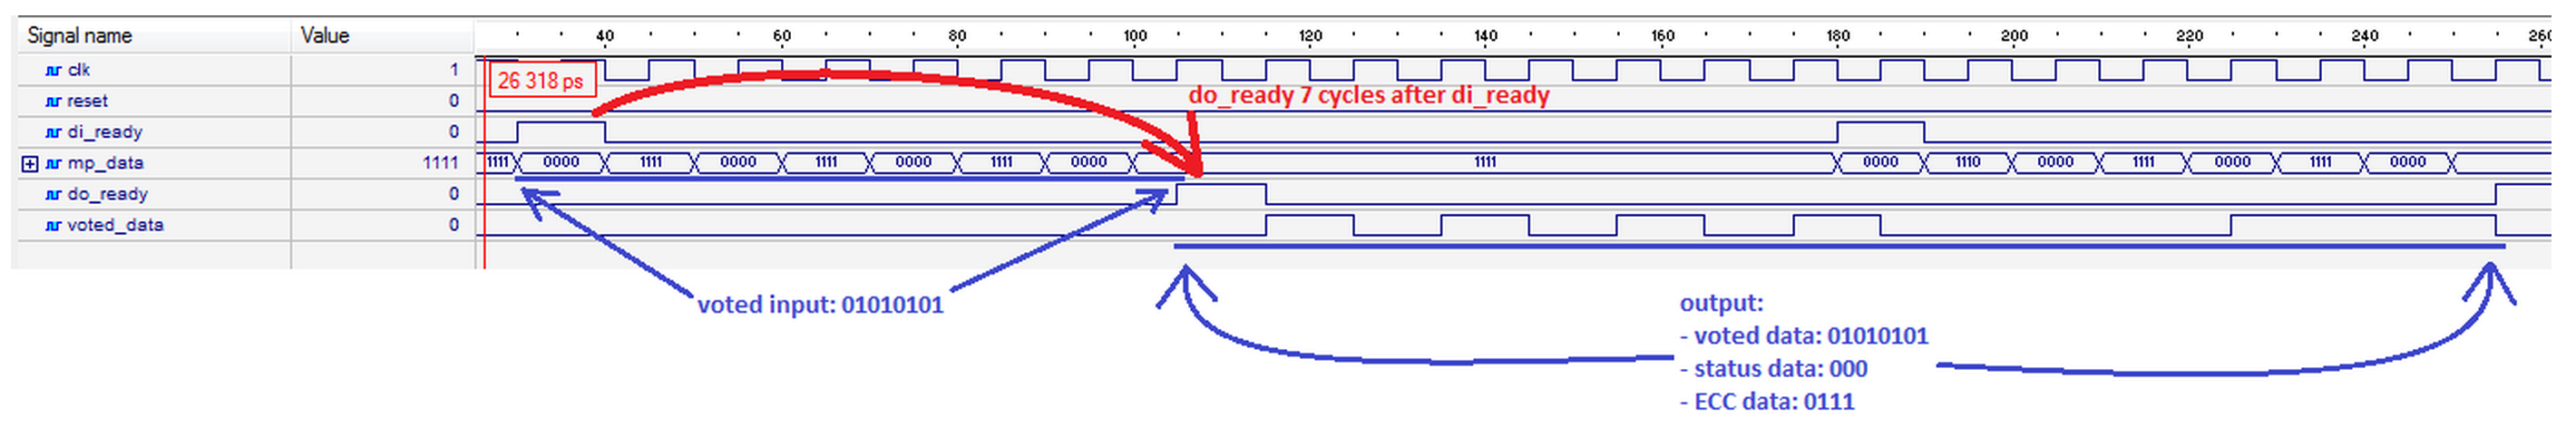 Signal name Value 40 60 80 100 120 140 160 180 200 220 240 260
clk 1
26 318 ps
reset 0
do_ready 7 cycles after di_ready
di_ready 0
mp_data 1111 1111 0000 1111 0000 1111 0000 1111 0000 1111 0000 1110 0000 1111 0000 1111 0000
do_ready 0
voted_data 0
voted input: 01010101
output:
- voted data: 01010101
- status data: 000
- ECC data: 0111